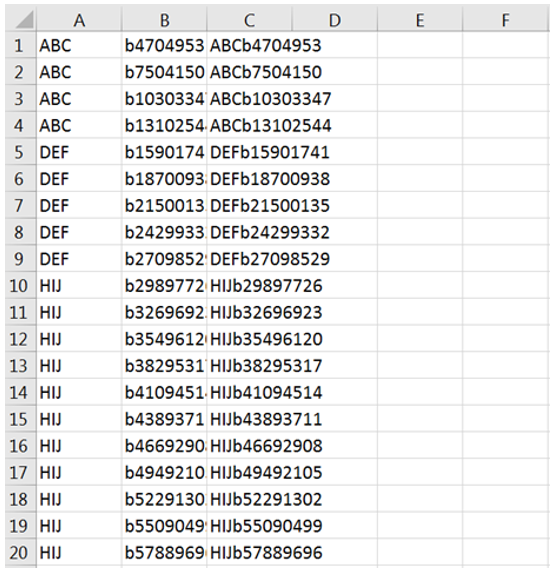 A B C D E F
1 ABC b4704953 ABCb4704953
2 ABC b7504150 ABCb7504150
3 ABC b1030334 ABCb10303347
4 ABC b1310254 ABCb13102544
5 DEF b1590174 DEFb15901741
6 DEF b1870093 DEFb18700938
7 DEF b2150013 DEFb21500135
8 DEF b2429933 DEFb24299332
9 DEF b2709852 DEFb27098529
10 HIJ b2989772 HIJb29897726
11 HIJ b3269692 HIJb32696923
12 HIJ b3549612 HIJb35496120
13 HIJ b3829531 HIJb38295317
14 HIJ b4109451 HIJb41094514
15 HIJ b4389371 HIJb43893711
16 HIJ b4669290 HIJb46692908
17 HIJ b4949210 HIJb49492105
18 HIJ b5229130 HIJb52291302
19 HIJ b5509049 HIJb55090499
20 HIJ b5788969 HIJb57889696